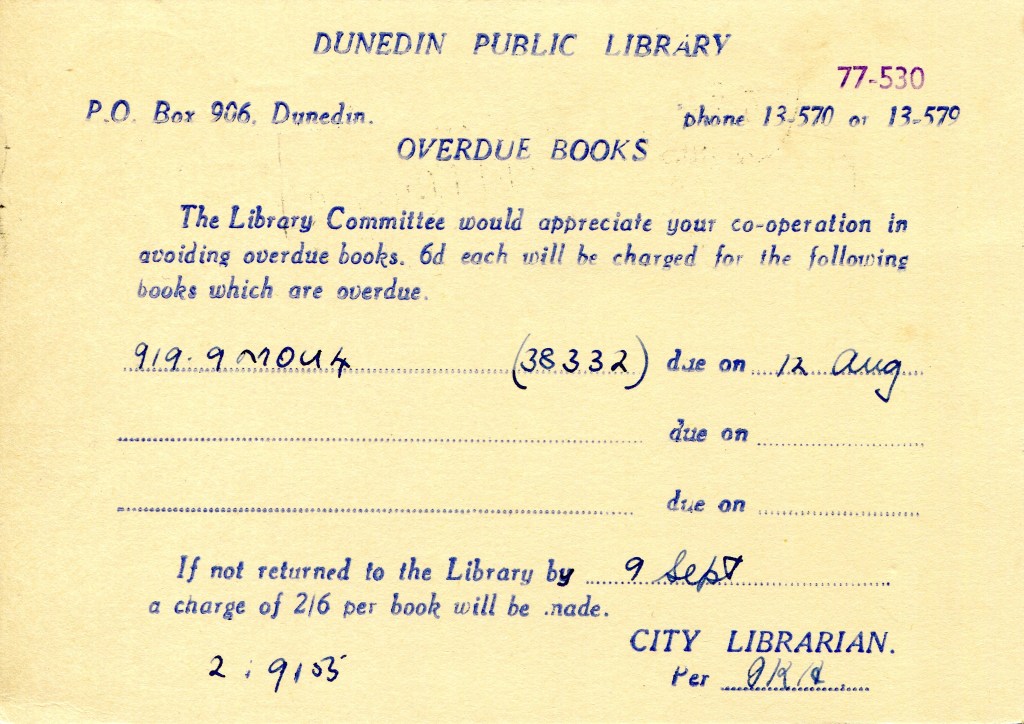 DUNEDIN PUBLIC LIBRARY
77-530
P.O. Box 906, Dunedin. phone 13-570 or 13-579
OVERDUE BOOKS
The Library Committee would appreciate your co-operation in
avoiding overdue books. 6d each will be charged for the following
books which are overdue.
919.9 MOU4 (38332) due on 12 Aug
due on
due on
If not returned to the Library by 9 Sept
a charge of 2/6 per book will be made.
CITY LIBRARIAN.
2.9.55 Per